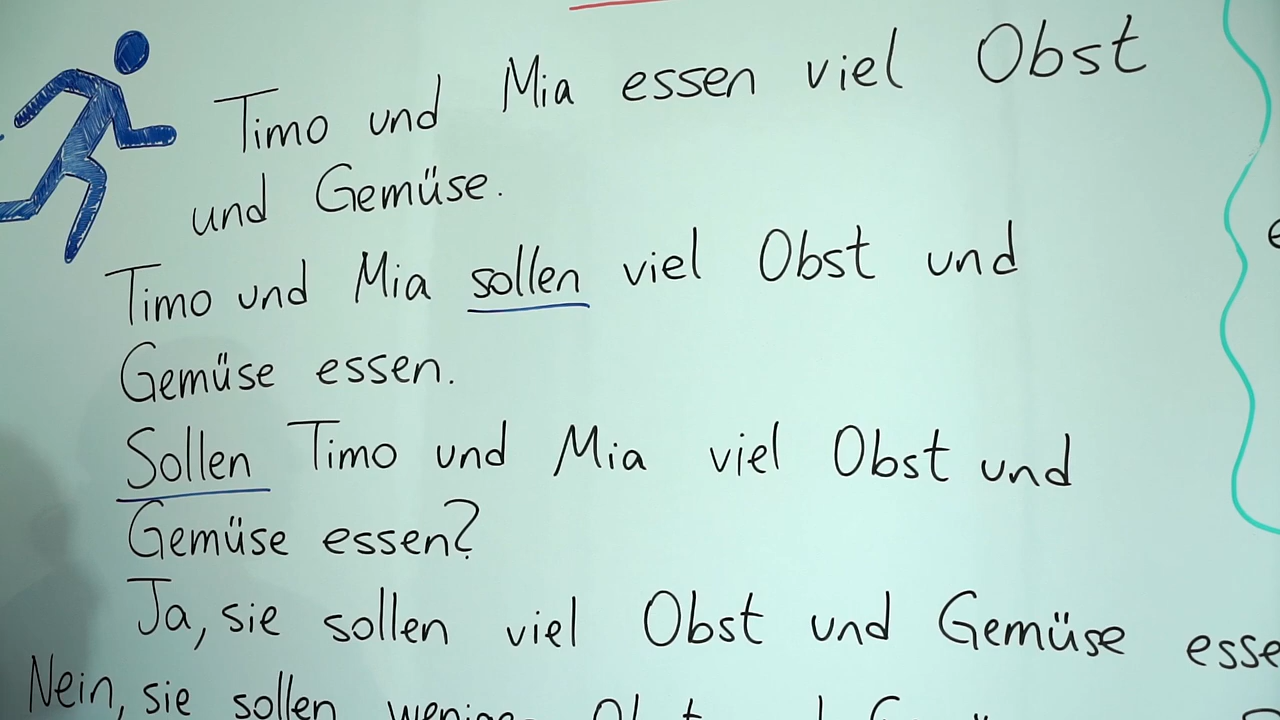 Timo und Mia essen viel Obst
und Gemüse.
Timo und Mia sollen viel Obst und
Gemüse essen.
Sollen Timo und Mia viel Obst und
Gemüse essen?
Ja, sie sollen viel Obst und Gemüse esse
Nein, sie sollen